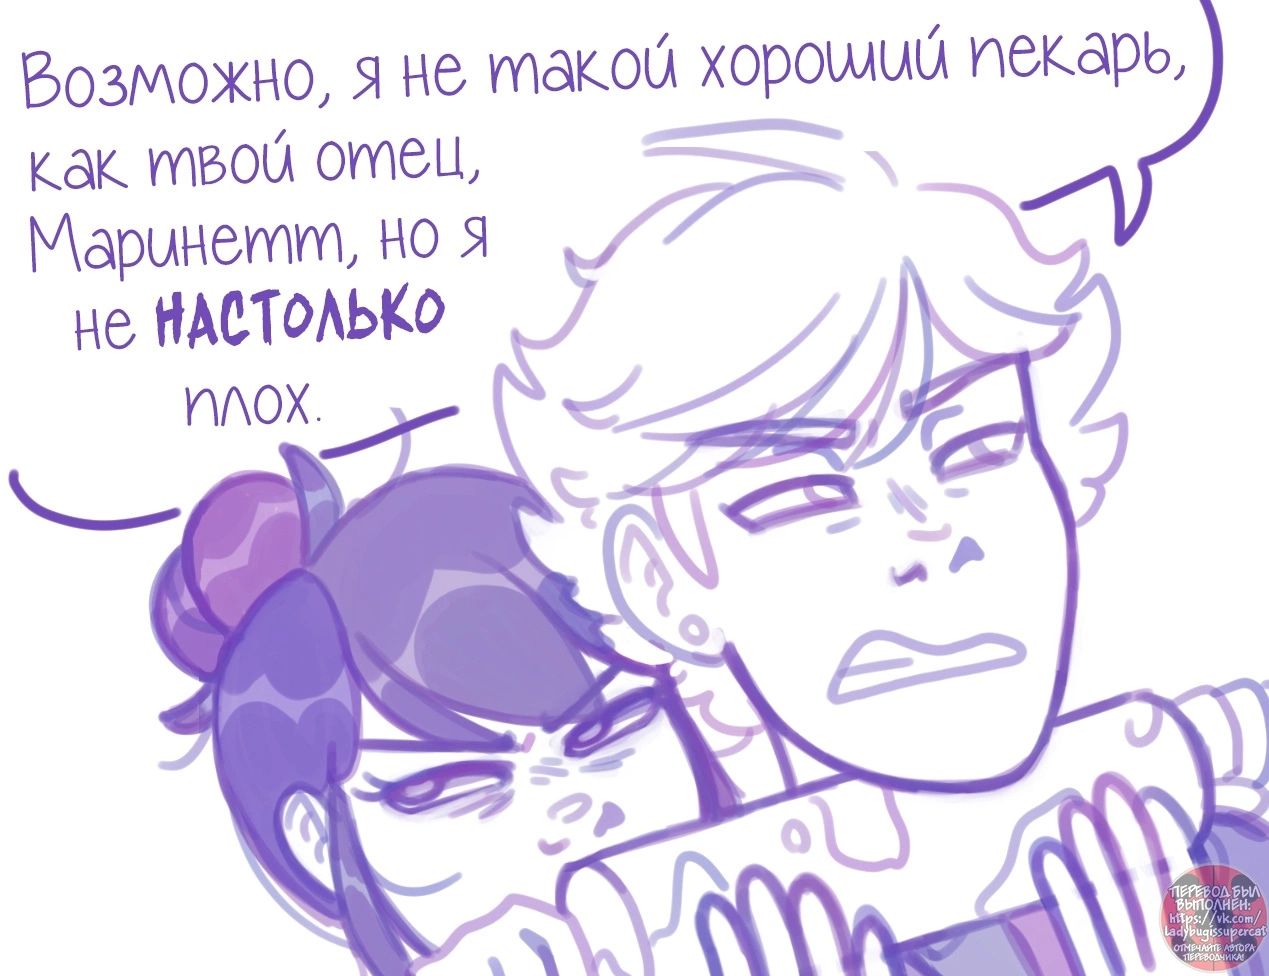 Возможно, я не такой хороший пекарь,
как твой отец,
Маринетт, но я
не НАСТОЛЬКО
плох.
ПЕРЕВОД БЫЛ
ВЫПОЛНЕН:
https://vk.com/
ladybugissupercat
ОТМЕЧАЙТЕ АВТОРА
ПЕРЕВОДЧИКА!